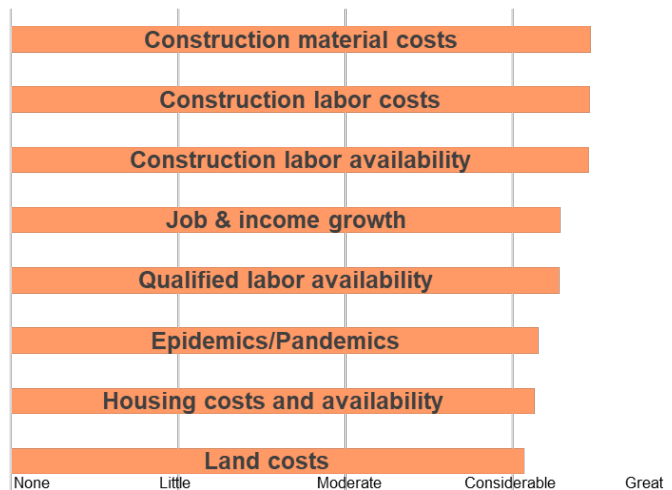 Construction material costs
Construction labor costs
Construction labor availability
Job & income growth
Qualified labor availability
Epidemics/Pandemics
Housing costs and availability
Land costs
None Little Moderate Considerable Great